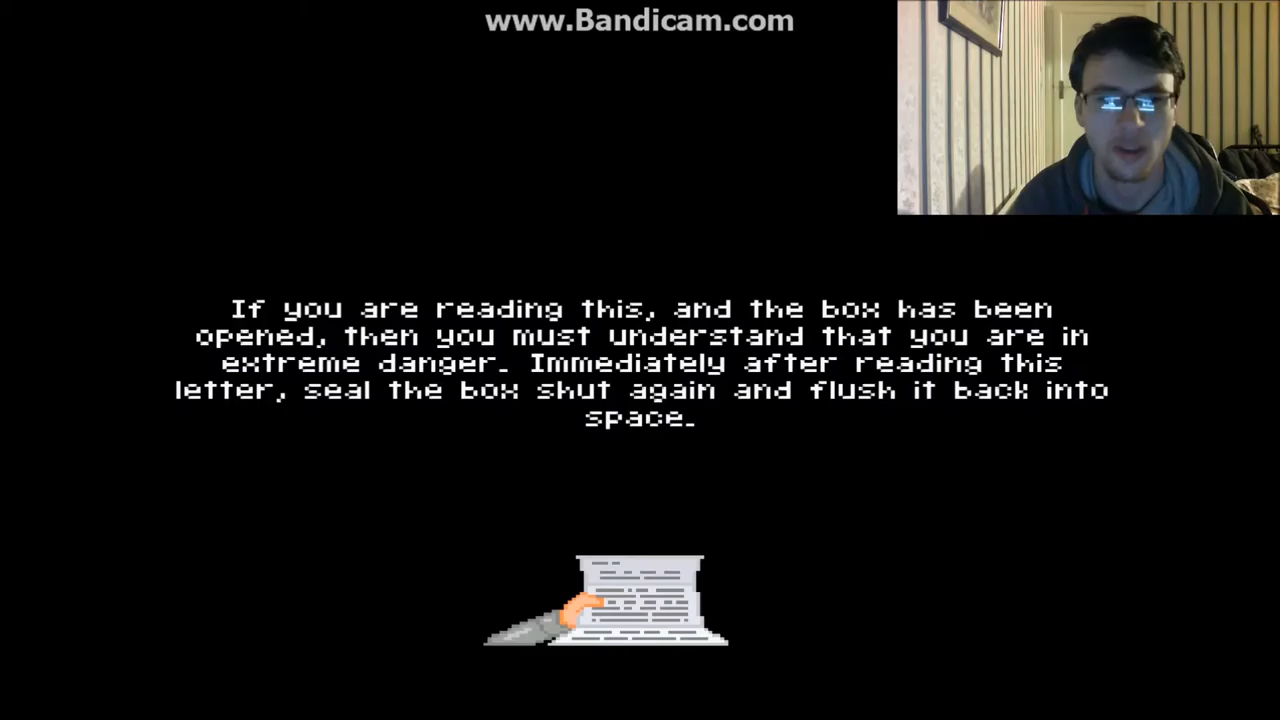 www.Bandicam.com
If you are reading this, and the box has been
opened, then you must understand that you are in
extreme danger. Immediately after reading this
letter, seal the box shut again and flush it back into
space.